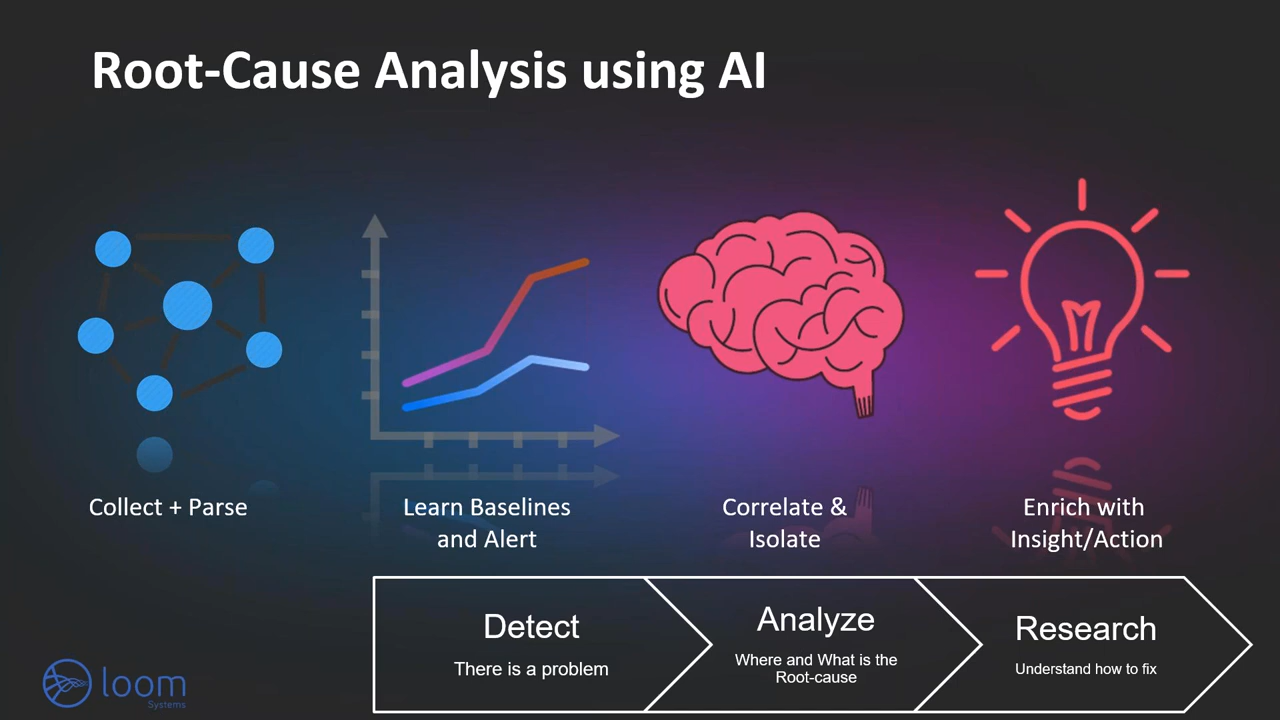 Root-Cause Analysis using AI
Collect + Parse
Learn Baselines
and Alert
Correlate &
Isolate
Enrich with
Insight/Action
Detect
There is a problem
Analyze
Where and What is the
Root-cause
Research
Understand how to fix
loom
Systems